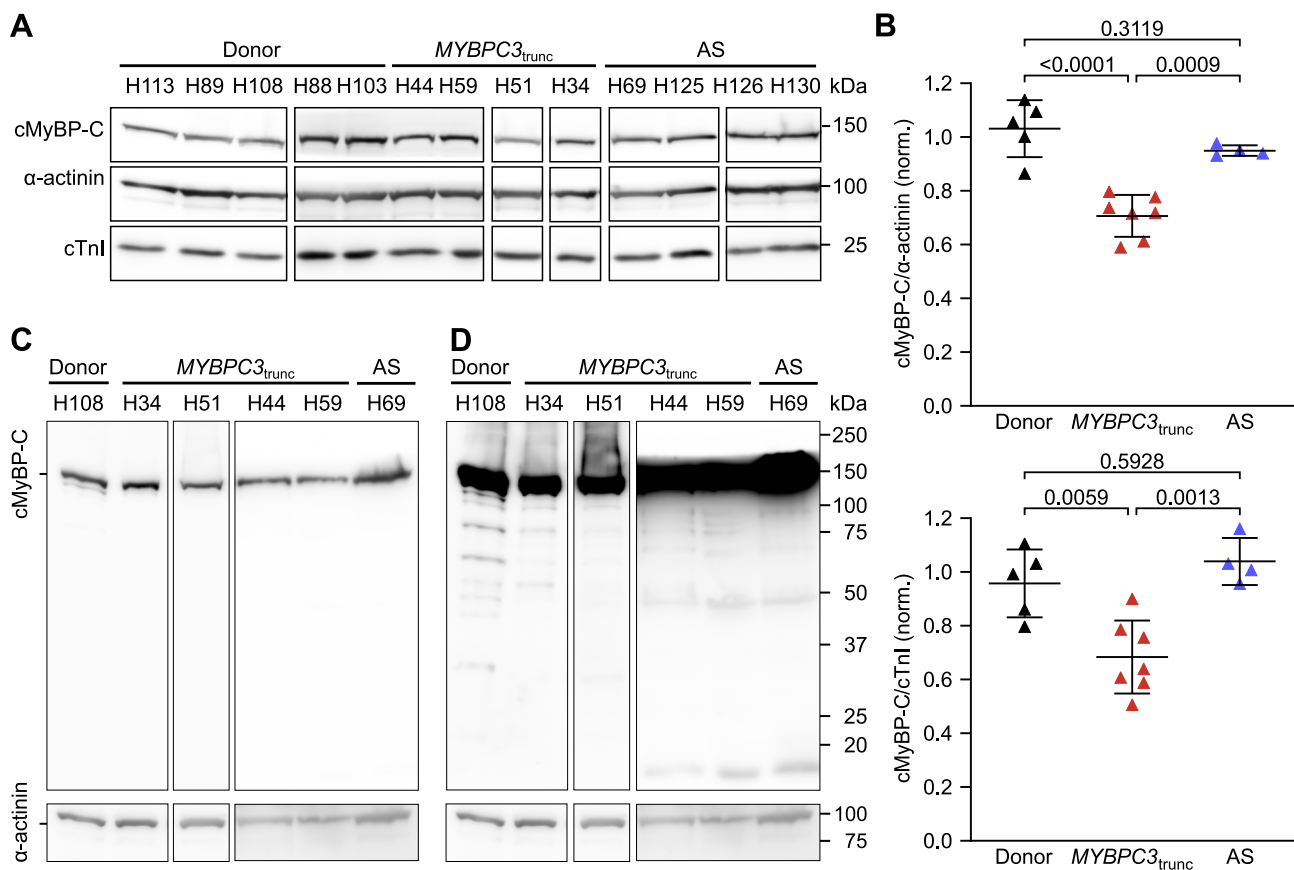 A
Donor MYBPC3trunc AS
H113 H89 H108 H88 H103 H44 H59 H51 H34 H69 H125 H126 H130 kDa
cMyBP-C
150
α-actinin
100
cTnI
25
B
0.3119
<0.0001 0.0009
1.2
1.0
0.8
0.6
0.4
0.2
0.0
cMyBP-C/α-actinin (norm.)
Donor MYBPC3trunc AS
0.5928
0.0059 0.0013
1.2
1.0
0.8
0.6
0.4
0.2
0.0
cMyBP-C/cTnI (norm.)
Donor MYBPC3trunc AS
C
Donor MYBPC3trunc AS
H108 H34 H51 H44 H59 H69
cMyBP-C
α-actinin
D
Donor MYBPC3trunc AS
H108 H34 H51 H44 H59 H69 kDa
250
150
100
75
50
37
25
20
100
75